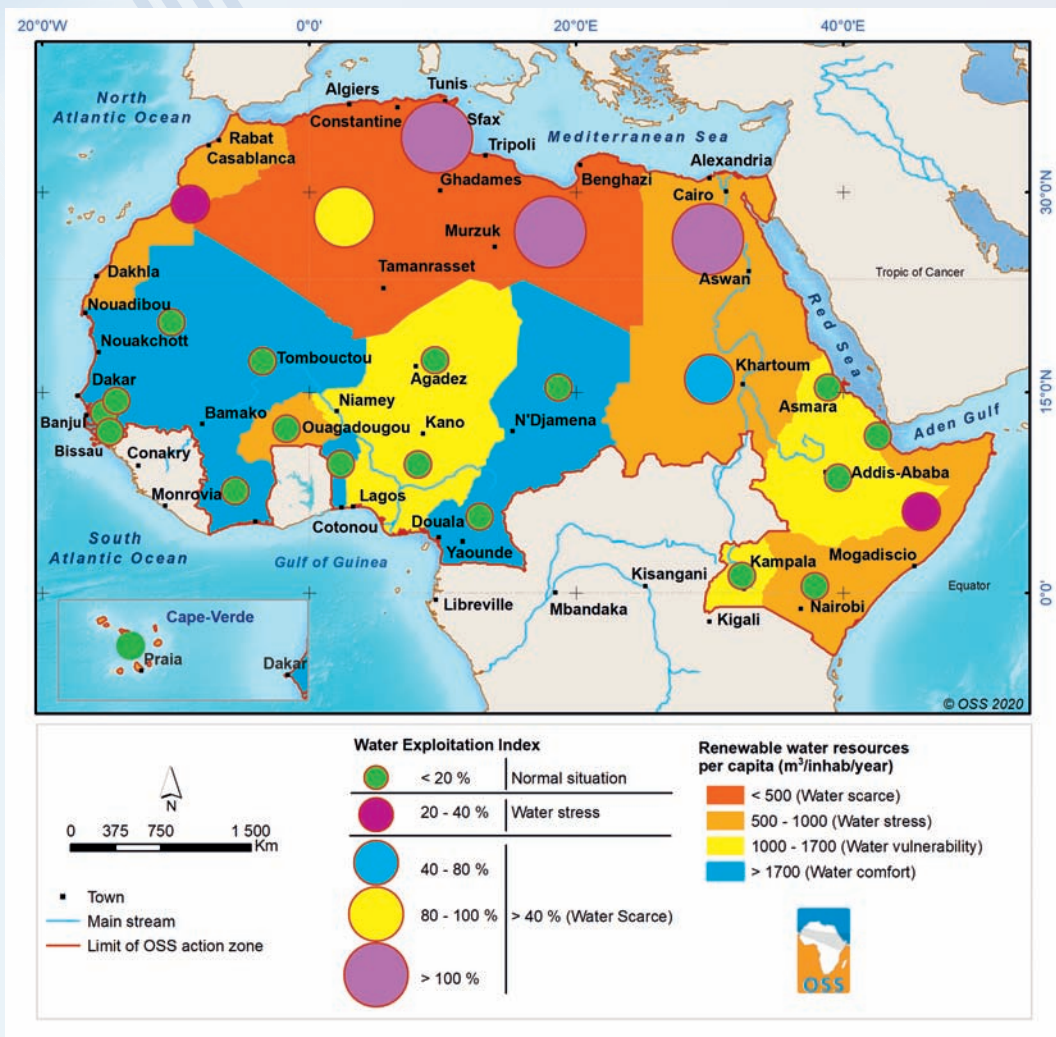 20°0'W
0°0'
20°0'E
40°0'E
North
Atlantic Ocean
Algiers
Tunis
Constantine
Sfax
Rabat
Casablanca
Tripoli
Mediterranean Sea
Alexandria
Ghadames
Benghazi
Cairo
30°0'N
Murzuk
Tamanrasset
Aswan
Tropic of Cancer
Dakhla
Nouadibou
Nouakchott
Red Sea
Tombouctou
Agadez
Khartoum
15°0'N
Dakar
Niamey
Asmara
Banjul
Bamako
Ouagadougou
Kano
N'Djamena
Aden Gulf
Bissau
Conakry
Addis-Ababa
Monrovia
Lagos
Cotonou
Douala
South
Atlantic Ocean
Yaounde
Gulf of Guinea
Mogadiscio
Kampala
Kisangani
Equator
0°0'
Libreville
Mbandaka
Nairobi
Kigali
Cape-Verde
Praia
Dakar
© OSS 2020
N
0 375 750 1 500
Km
Town
Main stream
Limit of OSS action zone
Water Exploitation Index
< 20 % Normal situation
20 - 40 % Water stress
40 - 80 %
80 - 100 % > 40 % (Water Scarce)
> 100 %
Renewable water resources
per capita (m³/inhab/year)
< 500 (Water scarce)
500 - 1000 (Water stress)
1000 - 1700 (Water vulnerability)
> 1700 (Water comfort)
OSS